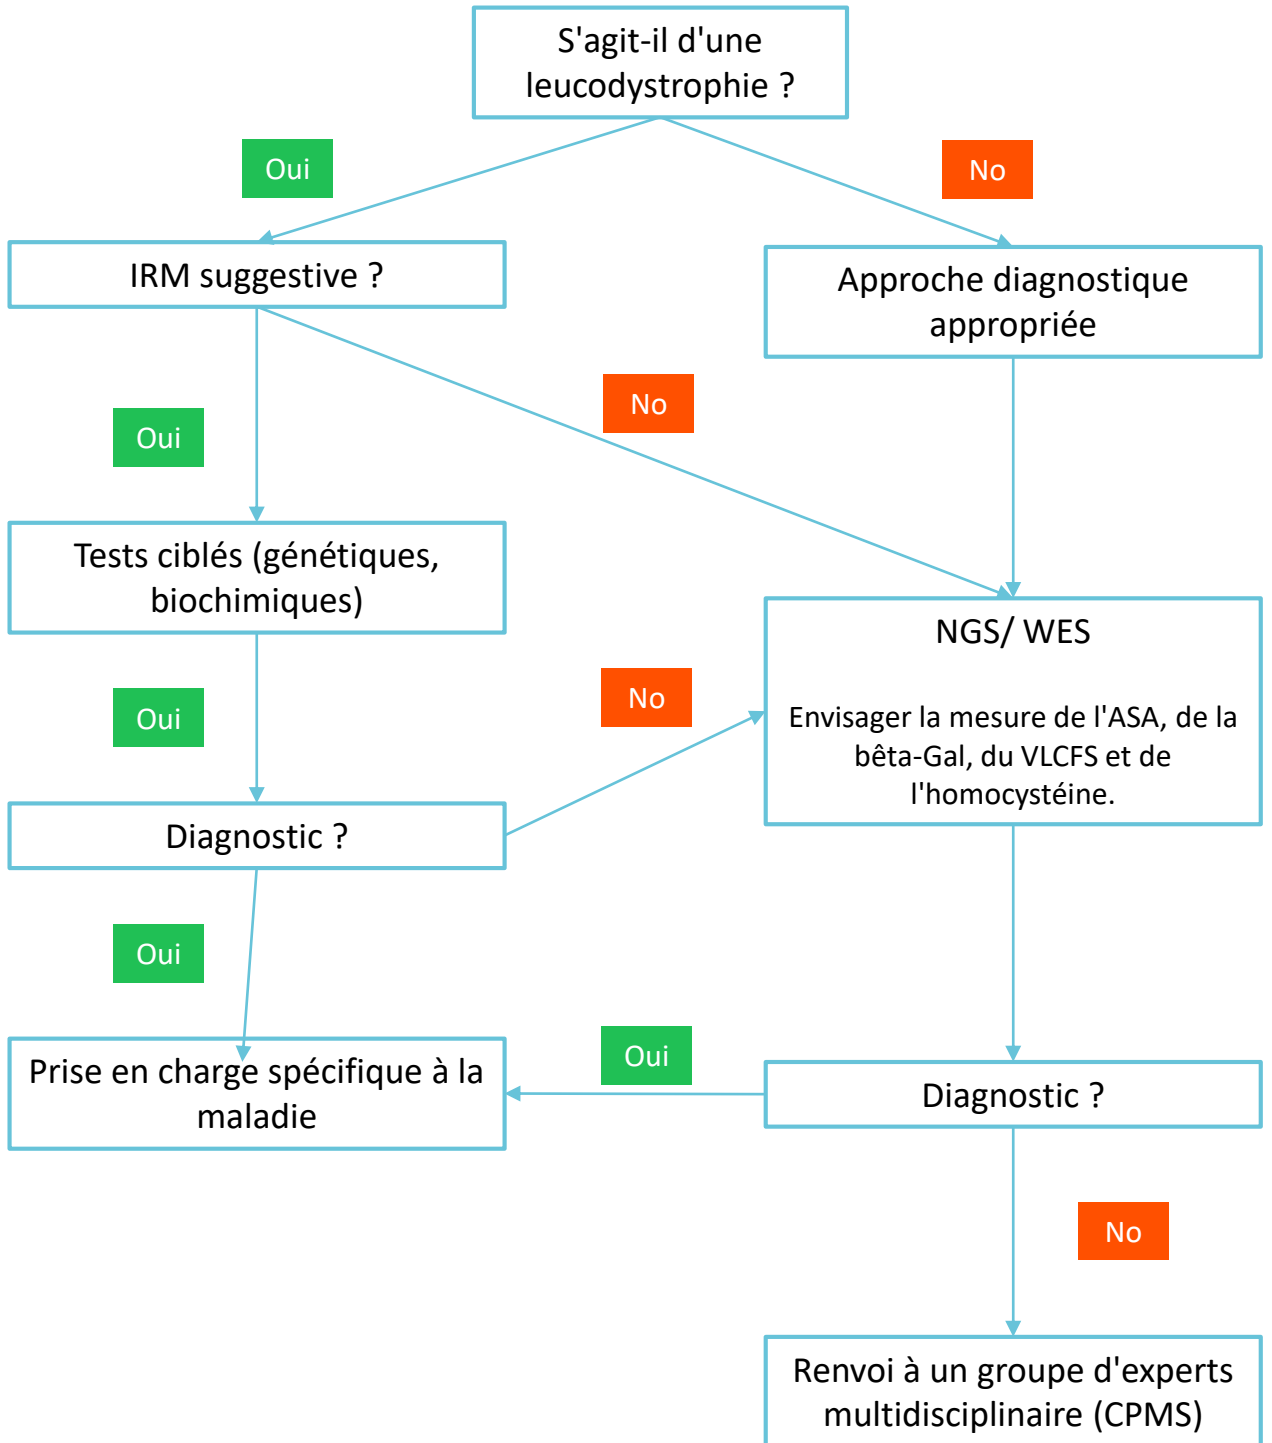 S'agit-il d'une
leucodystrophie ?
Oui
No
IRM suggestive ?
Approche diagnostique
appropriée
No
Oui
Tests ciblés (génétiques,
biochimiques)
NGS/ WES
Envisager la mesure de l'ASA, de la
bêta-Gal, du VLCFS et de
l'homocystéine.
No
Oui
Diagnostic ?
Oui
Prise en charge spécifique à la
maladie
Oui
Diagnostic ?
No
Renvoi à un groupe d'experts
multidisciplinaire (CPMS)